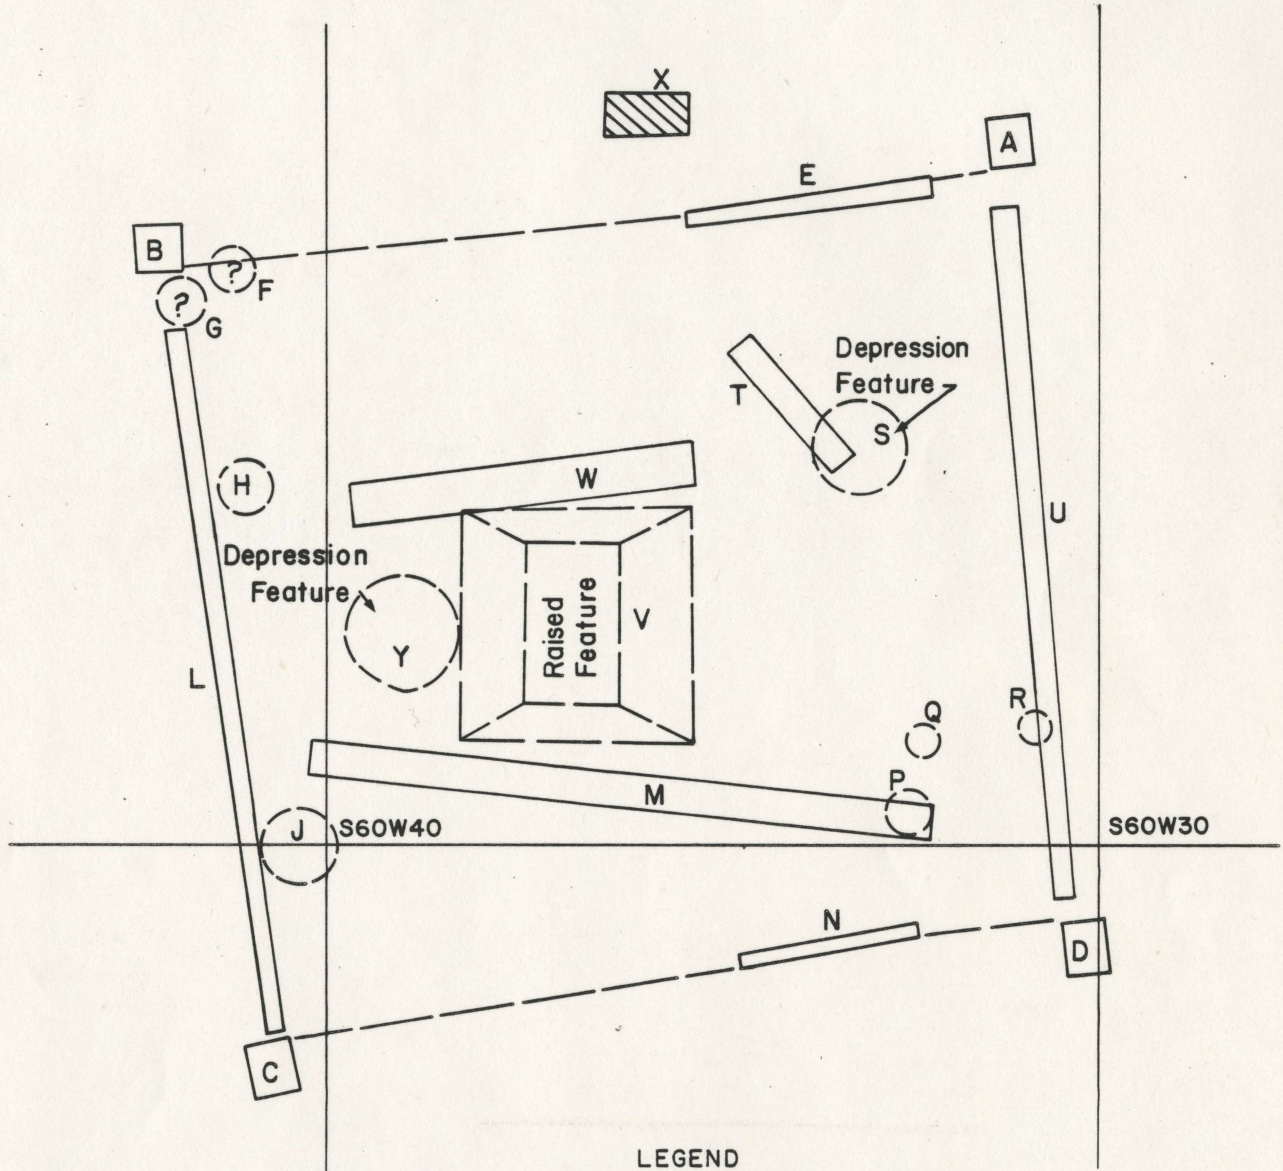 X
A
E
B
?
F
?
G
Depression
Feature
T
S
W
H
U
Depression
Feature
Raised
Feature
V
Y
L
R
Q
P
M
J
S60W40
S60W30
N
D
C
LEGEND